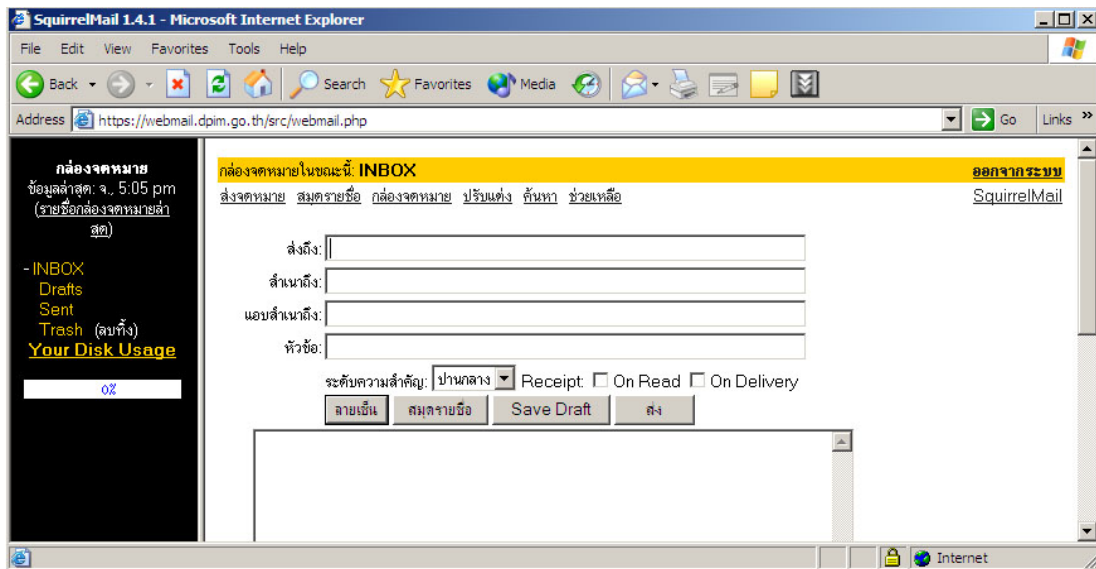 SquirrelMail 1.4.1 - Microsoft Internet Explorer
File Edit View Favorites Tools Help
Back Search Favorites Media
Address https://webmail.dpim.go.th/src/webmail.php Go Links »
กล่องจดหมาย
ข้อมูลล่าสุด: จ., 5:05 pm
(รายชื่อกล่องจดหมายล่า
สุด)
- INBOX
Drafts
Sent
Trash (ลบทิ้ง)
Your Disk Usage
0%
กล่องจดหมายในขณะนี้: INBOX ออกจากระบบ
ส่งจดหมาย สมุดรายชื่อ กล่องจดหมาย ปรับแต่ง ค้นหา ช่วยเหลือ SquirrelMail
ส่งถึง:
สำเนาถึง:
แอบสำเนาถึง:
หัวข้อ:
ระดับความสำคัญ: ปานกลาง Receipt: On Read On Delivery
ลายเซ็น สมุดรายชื่อ Save Draft ส่ง
Internet